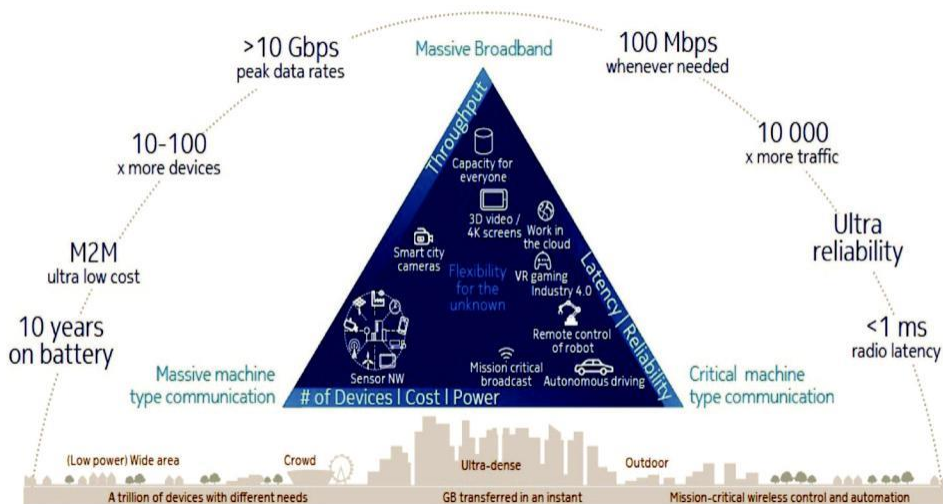 >10 Gbps
peak data rates
Massive Broadband
100 Mbps
whenever needed
10-100
x more devices
10 000
x more traffic
M2M
ultra low cost
Ultra
reliability
10 years
on battery
<1 ms
radio latency
Throughput
Capacity for
everyone
3D video /
4K screens
Work in
the cloud
Smart city
cameras
VR gaming
Industry 4.0
Flexibility
for the
unknown
Latency | Reliability
Remote control
of robot
Sensor NW
Mission critical
broadcast
Autonomous driving
Massive machine
type communication
# of Devices | Cost | Power
Critical machine
type communication
(Low power) Wide area
Crowd
Ultra-dense
Outdoor
A trillion of devices with different needs
GB transferred in an instant
Mission-critical wireless control and automation